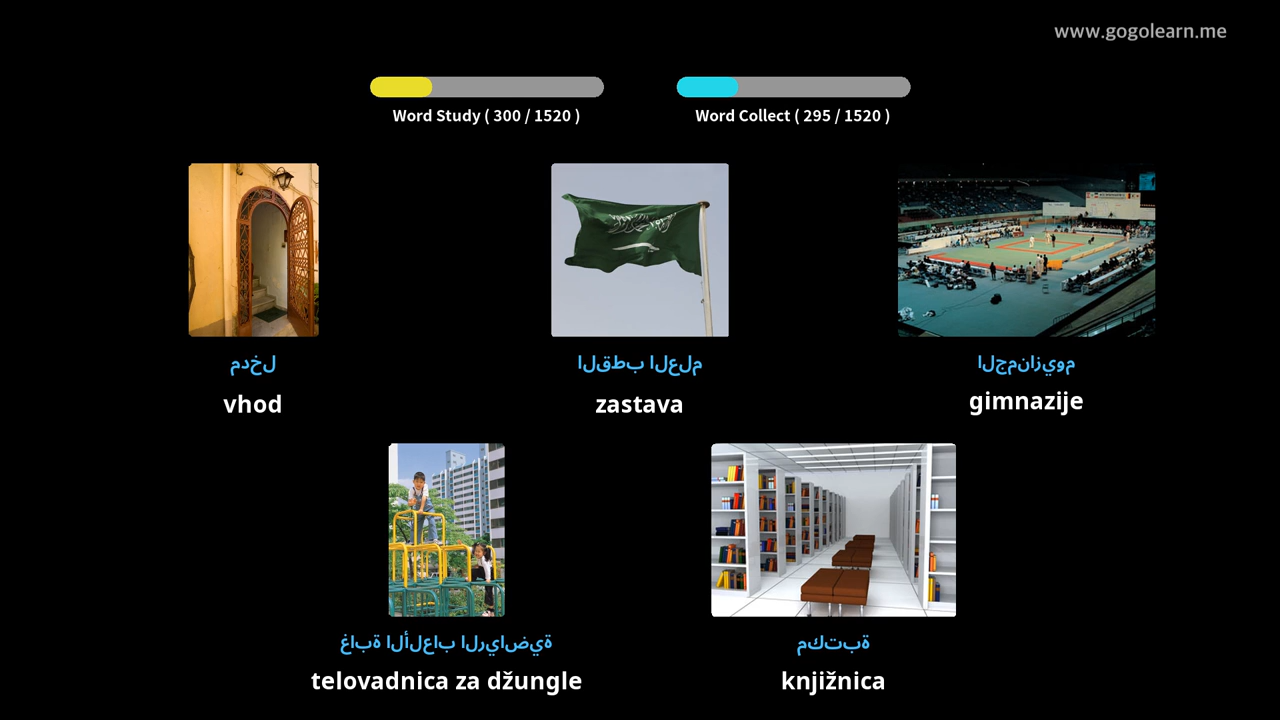 www.gogolearn.me
Word Study ( 300 / 1520 )
Word Collect ( 295 / 1520 )
مدخل
القطب العلم
الجمنازيوم
vhod
zastava
gimnazije
غابة الألعاب الرياضية
مكتبة
telovadnica za džungle
knjižnica